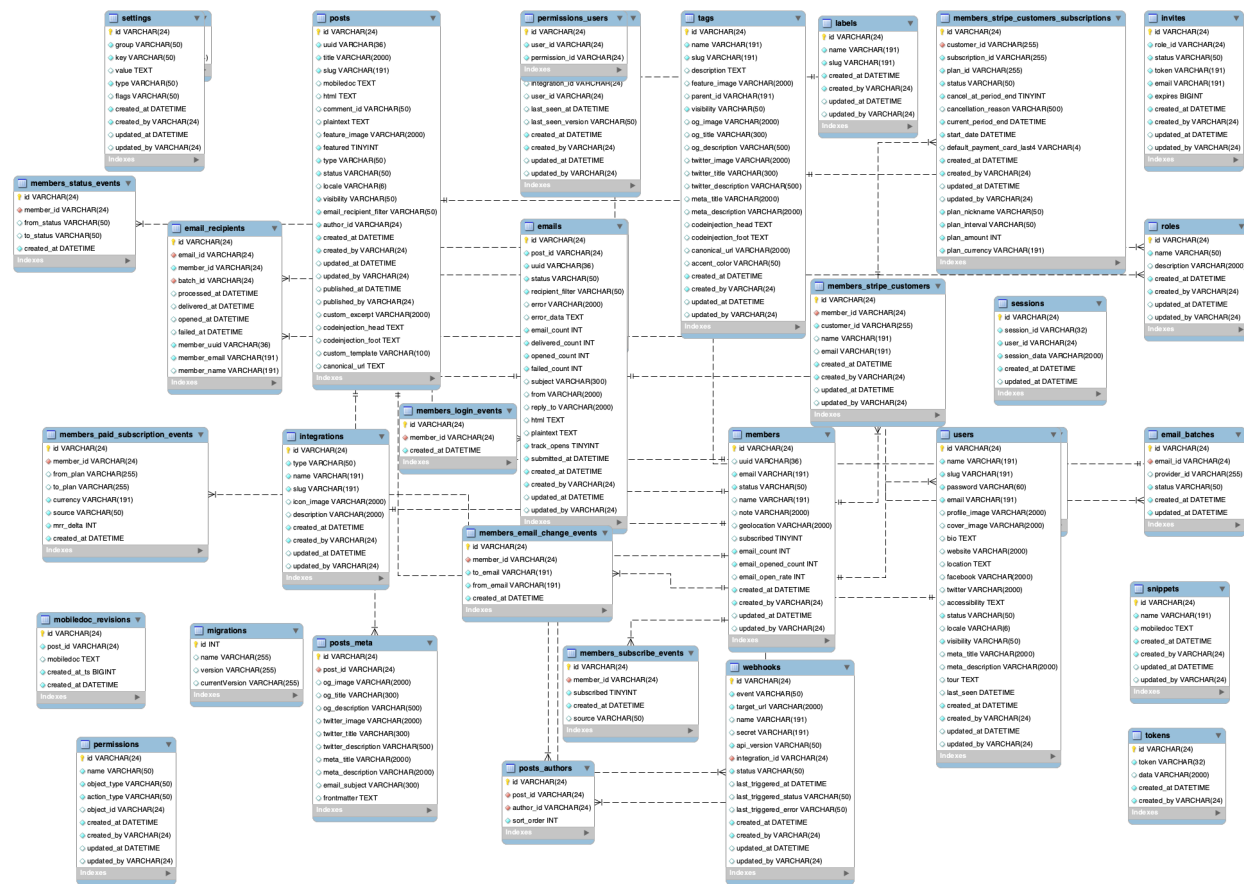 settings
id VARCHAR(24)
group VARCHAR(50)
key VARCHAR(50)
value TEXT
type VARCHAR(50)
flags VARCHAR(50)
created_at DATETIME
created_by VARCHAR(24)
updated_at DATETIME
updated_by VARCHAR(24)
Indexes
members_status_events
id VARCHAR(24)
member_id VARCHAR(24)
from_status VARCHAR(50)
to_status VARCHAR(50)
created_at DATETIME
Indexes
email_recipients
id VARCHAR(24)
email_id VARCHAR(24)
member_id VARCHAR(24)
batch_id VARCHAR(24)
processed_at DATETIME
delivered_at DATETIME
opened_at DATETIME
failed_at DATETIME
member_uuid VARCHAR(36)
member_email VARCHAR(191)
member_name VARCHAR(191)
Indexes
posts
id VARCHAR(24)
uuid VARCHAR(36)
title VARCHAR(2000)
slug VARCHAR(191)
mobiledoc TEXT
html TEXT
comment_id VARCHAR(50)
plaintext TEXT
feature_image VARCHAR(2000)
featured TINYINT
type VARCHAR(50)
status VARCHAR(50)
locale VARCHAR(6)
visibility VARCHAR(50)
email_recipient_filter VARCHAR(50)
author_id VARCHAR(24)
created_at DATETIME
created_by VARCHAR(24)
updated_at DATETIME
updated_by VARCHAR(24)
published_at DATETIME
published_by VARCHAR(24)
custom_excerpt VARCHAR(2000)
codeinjection_head TEXT
codeinjection_foot TEXT
custom_template VARCHAR(100)
canonical_url TEXT
Indexes
permissions_users
id VARCHAR(24)
user_id VARCHAR(24)
permission_id VARCHAR(24)
Indexes
integration_id VARCHAR(24)
user_id VARCHAR(24)
last_seen_at DATETIME
last_seen_version VARCHAR(50)
created_at DATETIME
created_by VARCHAR(24)
updated_at DATETIME
updated_by VARCHAR(24)
Indexes
emails
id VARCHAR(24)
post_id VARCHAR(24)
uuid VARCHAR(36)
status VARCHAR(50)
recipient_filter VARCHAR(50)
error VARCHAR(2000)
error_data TEXT
email_count INT
delivered_count INT
opened_count INT
failed_count INT
subject VARCHAR(300)
from VARCHAR(2000)
reply_to VARCHAR(2000)
html TEXT
plaintext TEXT
track_opens TINYINT
submitted_at DATETIME
created_at DATETIME
created_by VARCHAR(24)
updated_at DATETIME
updated_by VARCHAR(24)
tags
id VARCHAR(24)
name VARCHAR(191)
slug VARCHAR(191)
description TEXT
feature_image VARCHAR(2000)
parent_id VARCHAR(191)
visibility VARCHAR(50)
og_image VARCHAR(2000)
og_title VARCHAR(300)
og_description VARCHAR(500)
twitter_image VARCHAR(2000)
twitter_title VARCHAR(300)
twitter_description VARCHAR(500)
meta_title VARCHAR(2000)
meta_description VARCHAR(2000)
codeinjection_head TEXT
codeinjection_foot TEXT
canonical_url VARCHAR(2000)
accent_color VARCHAR(50)
created_at DATETIME
created_by VARCHAR(24)
updated_at DATETIME
updated_by VARCHAR(24)
Indexes
labels
id VARCHAR(24)
name VARCHAR(191)
slug VARCHAR(191)
created_at DATETIME
created_by VARCHAR(24)
updated_at DATETIME
updated_by VARCHAR(24)
Indexes
members_stripe_customers_subscriptions
id VARCHAR(24)
customer_id VARCHAR(255)
subscription_id VARCHAR(255)
plan_id VARCHAR(255)
status VARCHAR(50)
cancel_at_period_end TINYINT
cancellation_reason VARCHAR(500)
current_period_end DATETIME
start_date DATETIME
default_payment_card_last4 VARCHAR(4)
created_at DATETIME
created_by VARCHAR(24)
updated_at DATETIME
updated_by VARCHAR(24)
plan_nickname VARCHAR(50)
plan_interval VARCHAR(50)
plan_amount INT
plan_currency VARCHAR(191)
Indexes
invites
id VARCHAR(24)
role_id VARCHAR(24)
status VARCHAR(50)
token VARCHAR(191)
email VARCHAR(191)
expires BIGINT
created_at DATETIME
created_by VARCHAR(24)
updated_at DATETIME
updated_by VARCHAR(24)
Indexes
roles
id VARCHAR(24)
name VARCHAR(50)
description VARCHAR(2000)
created_at DATETIME
created_by VARCHAR(24)
updated_at DATETIME
updated_by VARCHAR(24)
Indexes
members_stripe_customers
id VARCHAR(24)
member_id VARCHAR(24)
customer_id VARCHAR(255)
name VARCHAR(191)
email VARCHAR(191)
created_at DATETIME
created_by VARCHAR(24)
updated_at DATETIME
updated_by VARCHAR(24)
Indexes
sessions
id VARCHAR(24)
session_id VARCHAR(32)
user_id VARCHAR(24)
session_data VARCHAR(2000)
created_at DATETIME
updated_at DATETIME
Indexes
members_paid_subscription_events
id VARCHAR(24)
member_id VARCHAR(24)
from_plan VARCHAR(255)
to_plan VARCHAR(255)
currency VARCHAR(191)
source VARCHAR(50)
mrr_delta INT
created_at DATETIME
Indexes
integrations
id VARCHAR(24)
type VARCHAR(50)
name VARCHAR(191)
slug VARCHAR(191)
icon_image VARCHAR(2000)
description VARCHAR(2000)
created_at DATETIME
created_by VARCHAR(24)
updated_at DATETIME
updated_by VARCHAR(24)
Indexes
members_login_events
id VARCHAR(24)
member_id VARCHAR(24)
created_at DATETIME
Indexes
members_email_change_events
id VARCHAR(24)
member_id VARCHAR(24)
to_email VARCHAR(191)
from_email VARCHAR(191)
created_at DATETIME
Indexes
members
id VARCHAR(24)
uuid VARCHAR(36)
email VARCHAR(191)
status VARCHAR(50)
name VARCHAR(191)
note VARCHAR(2000)
geolocation VARCHAR(2000)
subscribed TINYINT
email_count INT
email_opened_count INT
email_open_rate INT
created_at DATETIME
created_by VARCHAR(24)
updated_at DATETIME
updated_by VARCHAR(24)
Indexes
users
id VARCHAR(24)
name VARCHAR(191)
slug VARCHAR(191)
password VARCHAR(60)
email VARCHAR(191)
profile_image VARCHAR(2000)
cover_image VARCHAR(2000)
bio TEXT
website VARCHAR(2000)
location TEXT
facebook VARCHAR(2000)
twitter VARCHAR(2000)
accessibility TEXT
status VARCHAR(50)
locale VARCHAR(6)
visibility VARCHAR(50)
meta_title VARCHAR(2000)
meta_description VARCHAR(2000)
tour TEXT
last_seen DATETIME
created_at DATETIME
created_by VARCHAR(24)
updated_at DATETIME
updated_by VARCHAR(24)
Indexes
email_batches
id VARCHAR(24)
email_id VARCHAR(24)
provider_id VARCHAR(255)
status VARCHAR(50)
created_at DATETIME
updated_at DATETIME
Indexes
mobiledoc_revisions
id VARCHAR(24)
post_id VARCHAR(24)
mobiledoc TEXT
created_at_ts BIGINT
created_at DATETIME
Indexes
migrations
id INT
name VARCHAR(255)
version VARCHAR(255)
currentVersion VARCHAR(255)
Indexes
posts_meta
id VARCHAR(24)
post_id VARCHAR(24)
og_image VARCHAR(2000)
og_title VARCHAR(300)
og_description VARCHAR(500)
twitter_image VARCHAR(2000)
twitter_title VARCHAR(300)
twitter_description VARCHAR(500)
meta_title VARCHAR(2000)
meta_description VARCHAR(2000)
email_subject VARCHAR(300)
frontmatter TEXT
Indexes
members_subscribe_events
id VARCHAR(24)
member_id VARCHAR(24)
subscribed TINYINT
created_at DATETIME
source VARCHAR(50)
Indexes
webhooks
id VARCHAR(24)
event VARCHAR(50)
target_url VARCHAR(2000)
name VARCHAR(191)
secret VARCHAR(191)
api_version VARCHAR(50)
integration_id VARCHAR(24)
status VARCHAR(50)
last_triggered_at DATETIME
last_triggered_status VARCHAR(50)
last_triggered_error VARCHAR(50)
created_at DATETIME
created_by VARCHAR(24)
updated_at DATETIME
updated_by VARCHAR(24)
Indexes
snippets
id VARCHAR(24)
name VARCHAR(191)
mobiledoc TEXT
created_at DATETIME
created_by VARCHAR(24)
updated_at DATETIME
updated_by VARCHAR(24)
Indexes
permissions
id VARCHAR(24)
name VARCHAR(50)
object_type VARCHAR(50)
action_type VARCHAR(50)
object_id VARCHAR(24)
created_at DATETIME
created_by VARCHAR(24)
updated_at DATETIME
updated_by VARCHAR(24)
Indexes
posts_authors
id VARCHAR(24)
post_id VARCHAR(24)
author_id VARCHAR(24)
sort_order INT
Indexes
tokens
id VARCHAR(24)
token VARCHAR(32)
data VARCHAR(2000)
created_at DATETIME
created_by VARCHAR(24)
Indexes